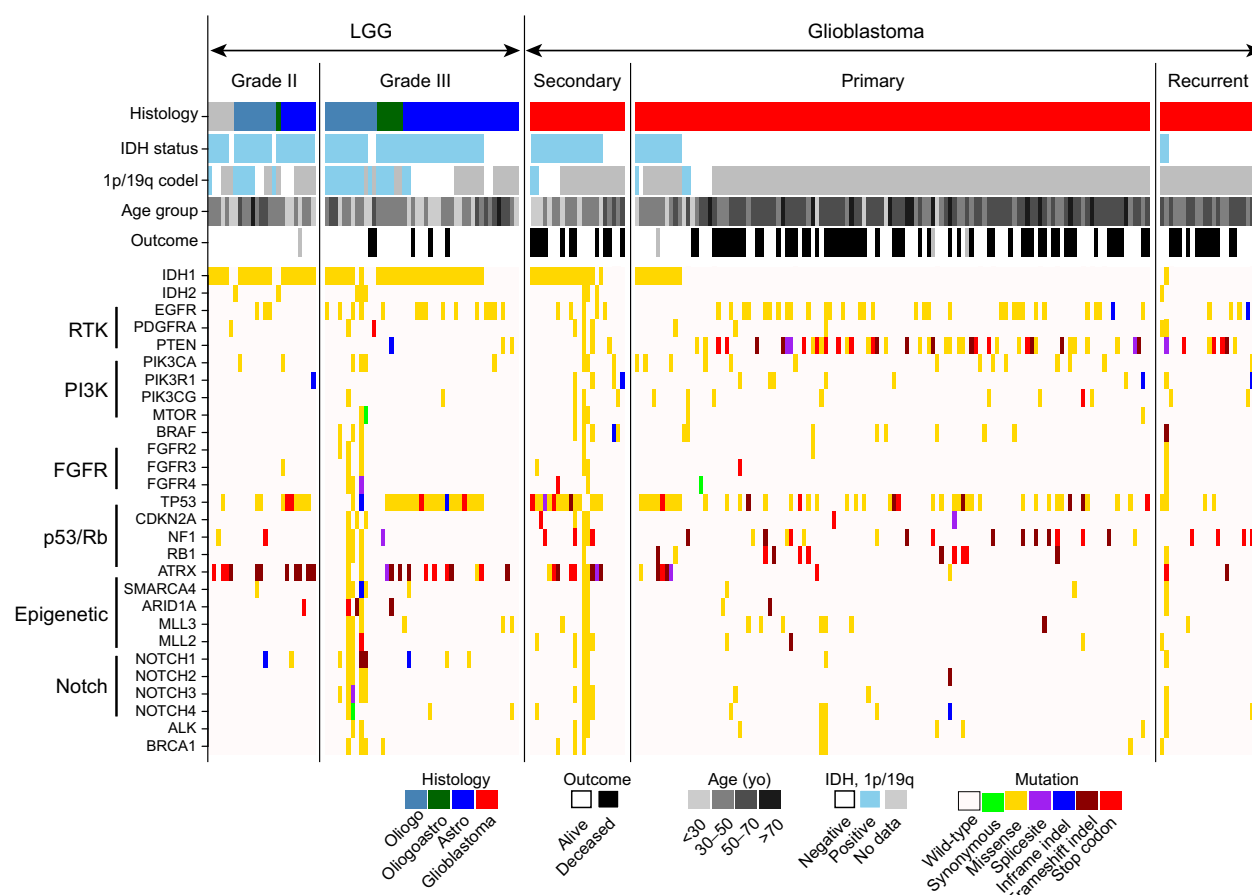 LGG Glioblastoma
Grade II Grade III Secondary Primary Recurrent
Histology
IDH status
1p/19q codel
Age group
Outcome
IDH1
IDH2
EGFR
RTK
PDGFRA
PTEN
PIK3CA
PI3K
PIK3R1
PIK3CG
MTOR
BRAF
FGFR2
FGFR
FGFR3
FGFR4
TP53
CDKN2A
p53/Rb
NF1
RB1
ATRX
SMARCA4
Epigenetic
ARID1A
MLL3
MLL2
NOTCH1
Notch
NOTCH2
NOTCH3
NOTCH4
ALK
BRCA1
Histology Outcome Age (yo) IDH, 1p/19q Mutation
Oligo
Oligoastro
Astro
Glioblastoma
Alive
Deceased
<30
30–50
50–70
>70
Negative
Positive
No data
Wild-type
Synonymous
Missense
Splicesite
Inframe indel
Frameshift indel
Stop codon